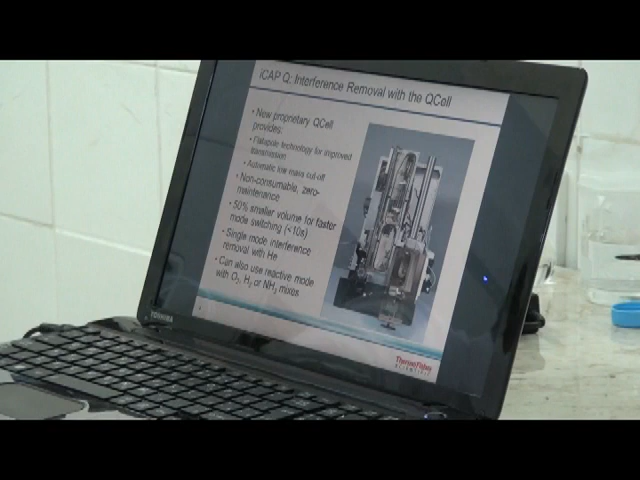 iCAP Q: Interference Removal with the QCell
• New proprietary QCell
provides:
• Flatapole technology for improved
transmission
• Automatic low mass cut-off
• Non-consumable, zero-
maintenance
• 50% smaller volume for faster
mode switching (<10s)
• Single mode interference
removal with He
• Can also use reactive mode
with O₂, H₂ or NH₃ mixes
ThermoFisher
SCIENTIFIC
TOSHIBA